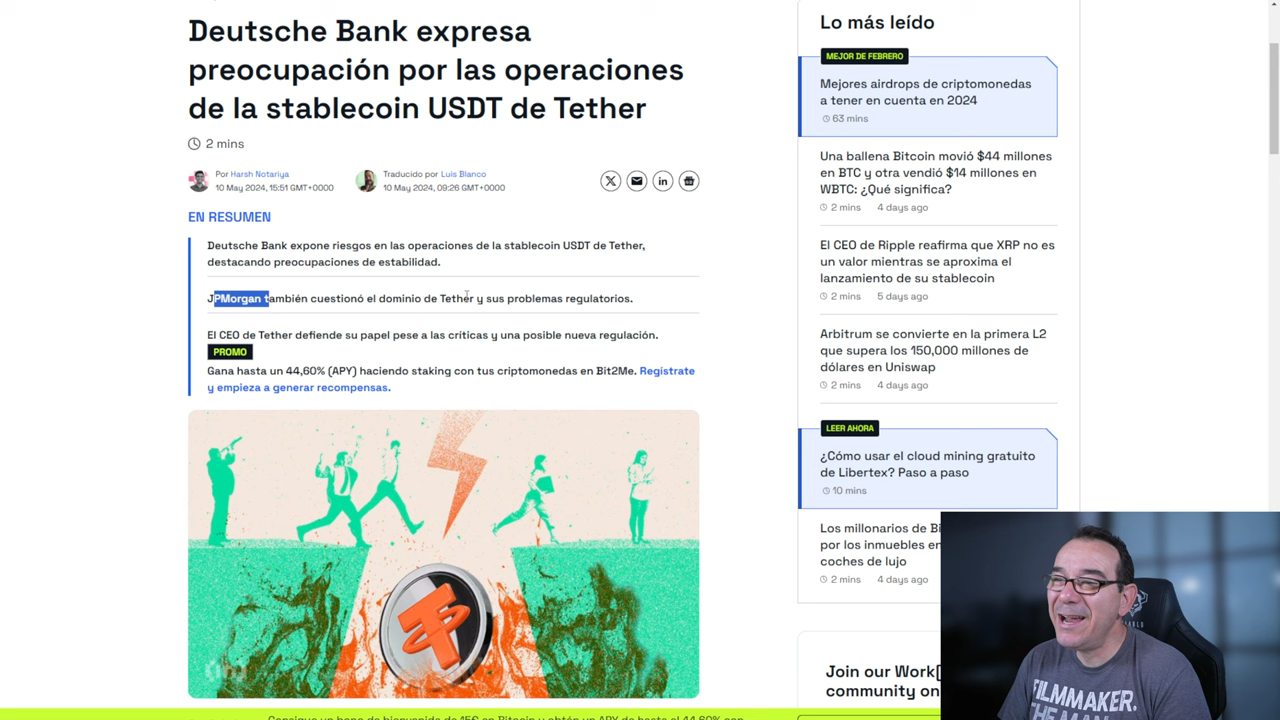 Deutsche Bank expresa
preocupación por las operaciones
de la stablecoin USDT de Tether
2 mins
Por Harsh Notariya
10 May 2024, 15:51 GMT+0000
Traducido por Luis Blanco
10 May 2024, 09:26 GMT+0000
EN RESUMEN
Deutsche Bank expone riesgos en las operaciones de la stablecoin USDT de Tether,
destacando preocupaciones de estabilidad.
JPMorgan también cuestionó el dominio de Tether y sus problemas regulatorios.
El CEO de Tether defiende su papel pese a las críticas y una posible nueva regulación.
PROMO
Gana hasta un 44,60% (APY) haciendo staking con tus criptomonedas en Bit2Me. Regístrate
y empieza a generar recompensas.
Lo más leído
MEJOR DE FEBRERO
Mejores airdrops de criptomonedas
a tener en cuenta en 2024
63 mins
Una ballena Bitcoin movió $44 millones
en BTC y otra vendió $14 millones en
WBTC: ¿Qué significa?
2 mins 4 days ago
El CEO de Ripple reafirma que XRP no es
un valor mientras se aproxima el
lanzamiento de su stablecoin
2 mins 5 days ago
Arbitrum se convierte en la primera L2
que supera los 150,000 millones de
dólares en Uniswap
2 mins 4 days ago
LEER AHORA
¿Cómo usar el cloud mining gratuito
de Libertex? Paso a paso
10 mins
Los millonarios de Bi
por los inmuebles en
coches de lujo
2 mins 4 days ago
Join our Work[
community on
FILMMAKER.
THE MAN